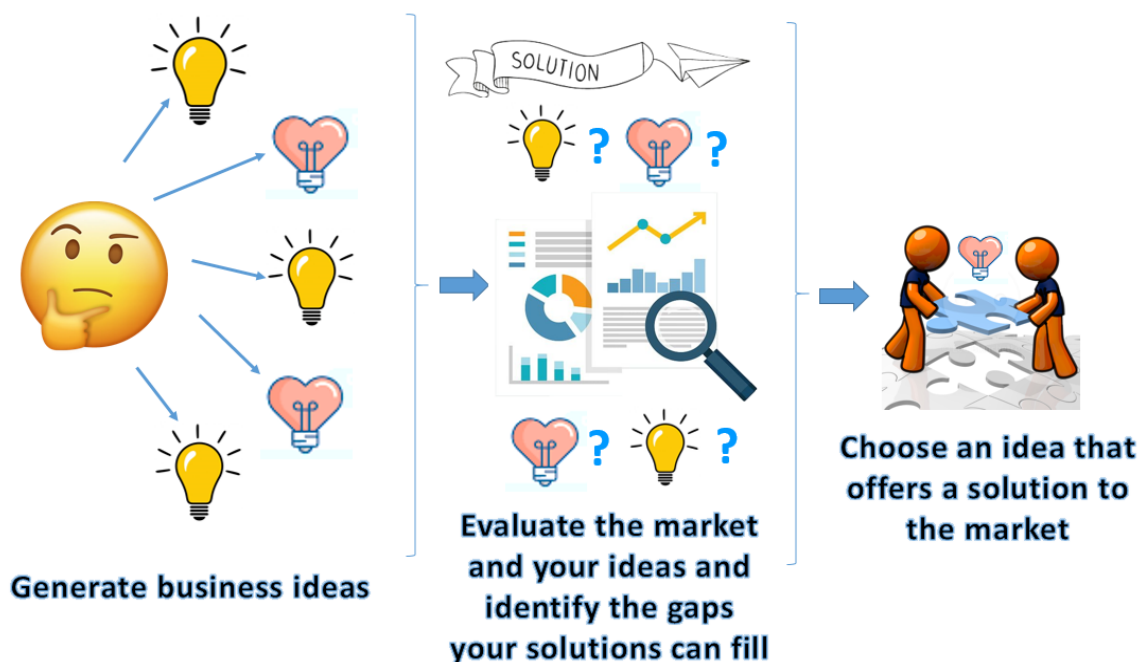 Generate business ideas
SOLUTION
? ?
? ?
Evaluate the market
and your ideas and
identify the gaps
your solutions can fill
Choose an idea that
offers a solution to
the market